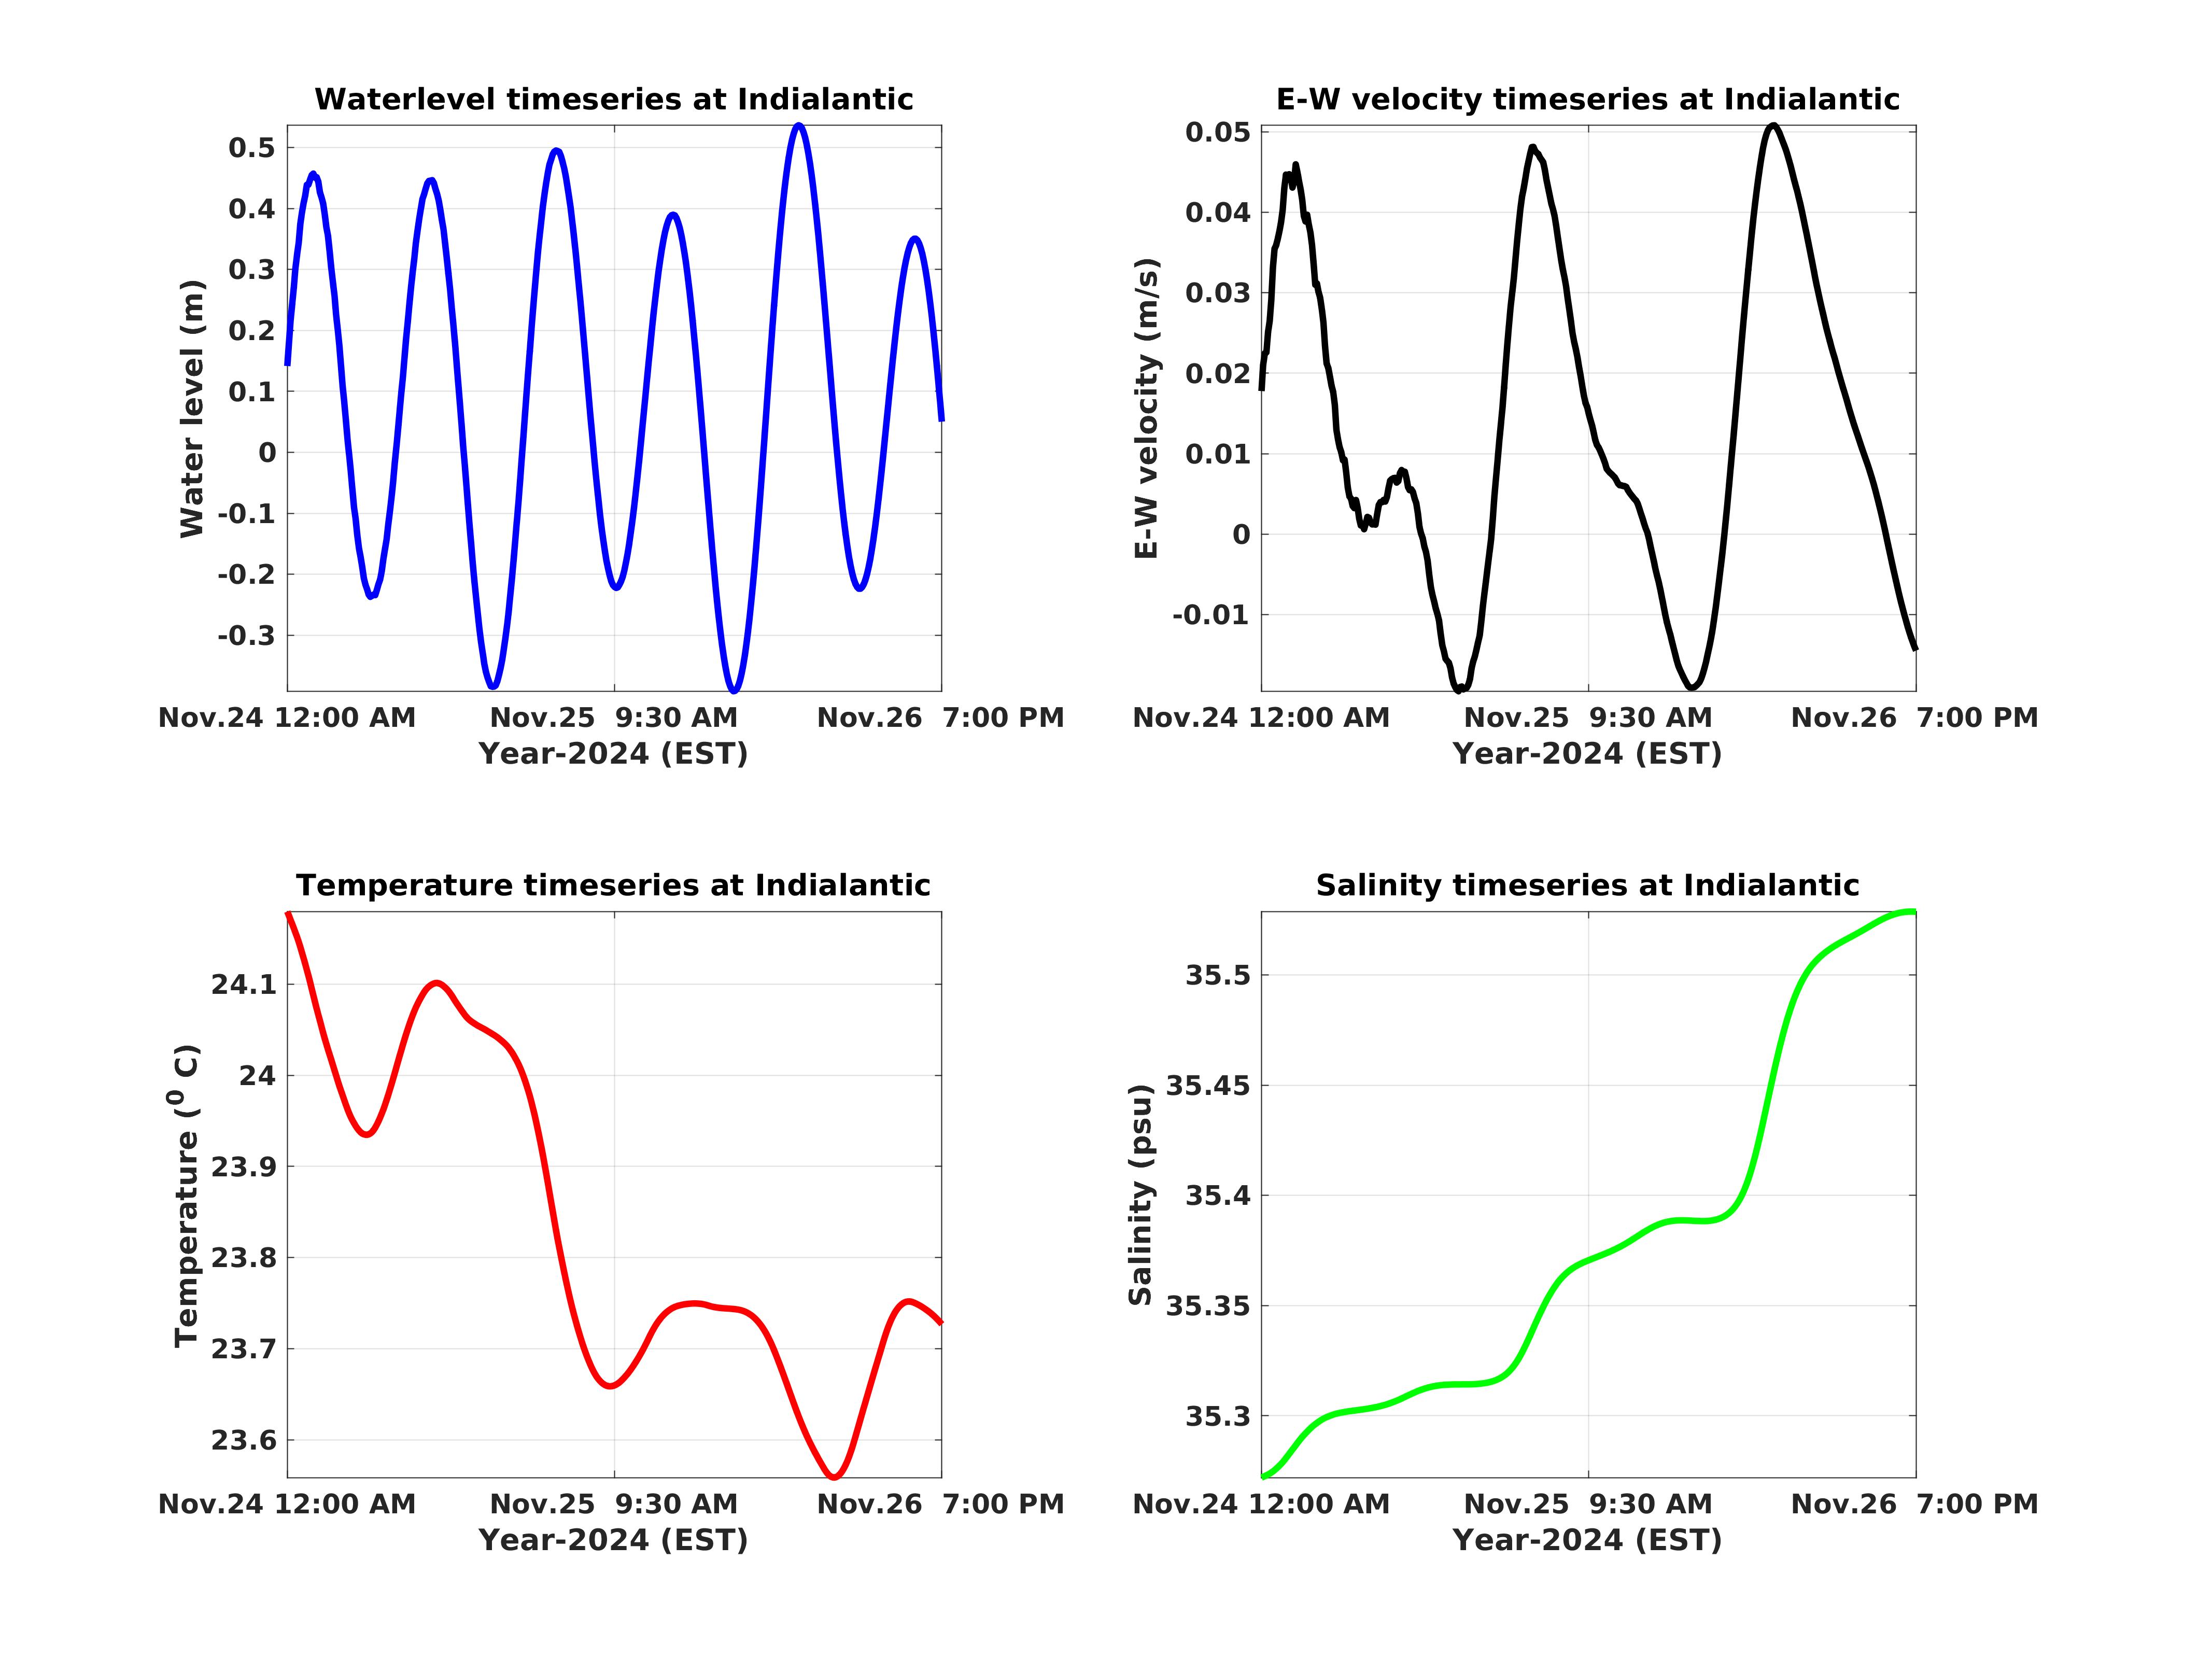 Waterlevel timeseries at Indialantic
0.5
0.4
0.3
0.2
0.1
0
-0.1
-0.2
-0.3
Water level (m)
Nov.24 12:00 AM Nov.25 9:30 AM Nov.26 7:00 PM
Year-2024 (EST)
E-W velocity timeseries at Indialantic
0.05
0.04
0.03
0.02
0.01
0
-0.01
E-W velocity (m/s)
Nov.24 12:00 AM Nov.25 9:30 AM Nov.26 7:00 PM
Year-2024 (EST)
Temperature timeseries at Indialantic
24.1
24
23.9
23.8
23.7
23.6
Temperature (⁰ C)
Nov.24 12:00 AM Nov.25 9:30 AM Nov.26 7:00 PM
Year-2024 (EST)
Salinity timeseries at Indialantic
35.5
35.45
35.4
35.35
35.3
Salinity (psu)
Nov.24 12:00 AM Nov.25 9:30 AM Nov.26 7:00 PM
Year-2024 (EST)